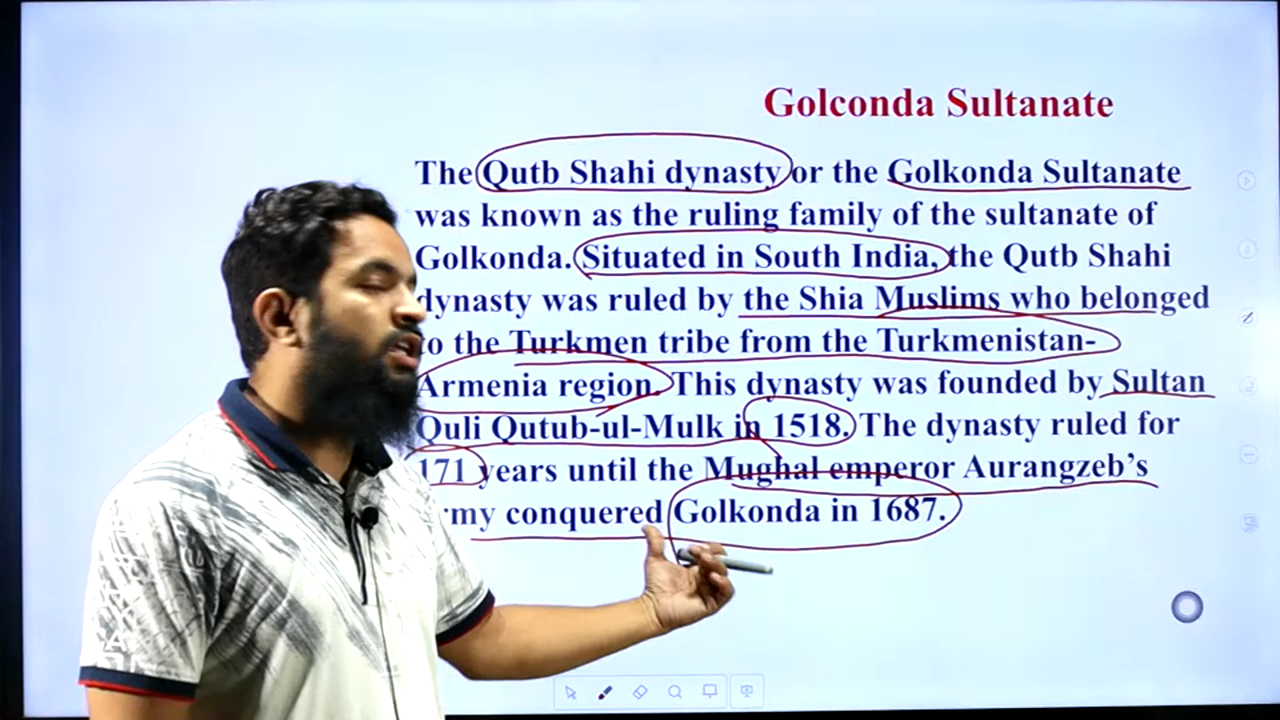 Golconda Sultanate
The Qutb Shahi dynasty or the Golkonda Sultanate
was known as the ruling family of the sultanate of
Golkonda. Situated in South India, the Qutb Shahi
dynasty was ruled by the Shia Muslims who belonged
to the Turkmen tribe from the Turkmenistan-
Armenia region. This dynasty was founded by Sultan
Quli Qutub-ul-Mulk in 1518. The dynasty ruled for
171 years until the Mughal emperor Aurangzeb's
conquered Golkonda in 1687.